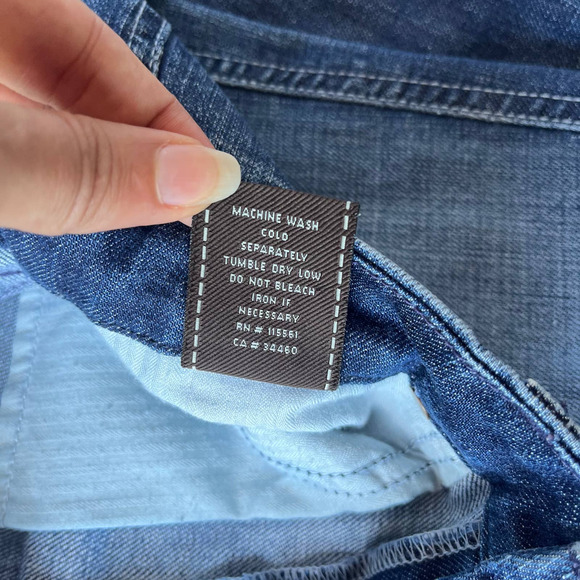 MACHINE WASH
COLD
SEPARATELY
TUMBLE DRY LOW
DO NOT BLEACH
IRON IF
NECESSARY
RN # 115561
CA # 34460